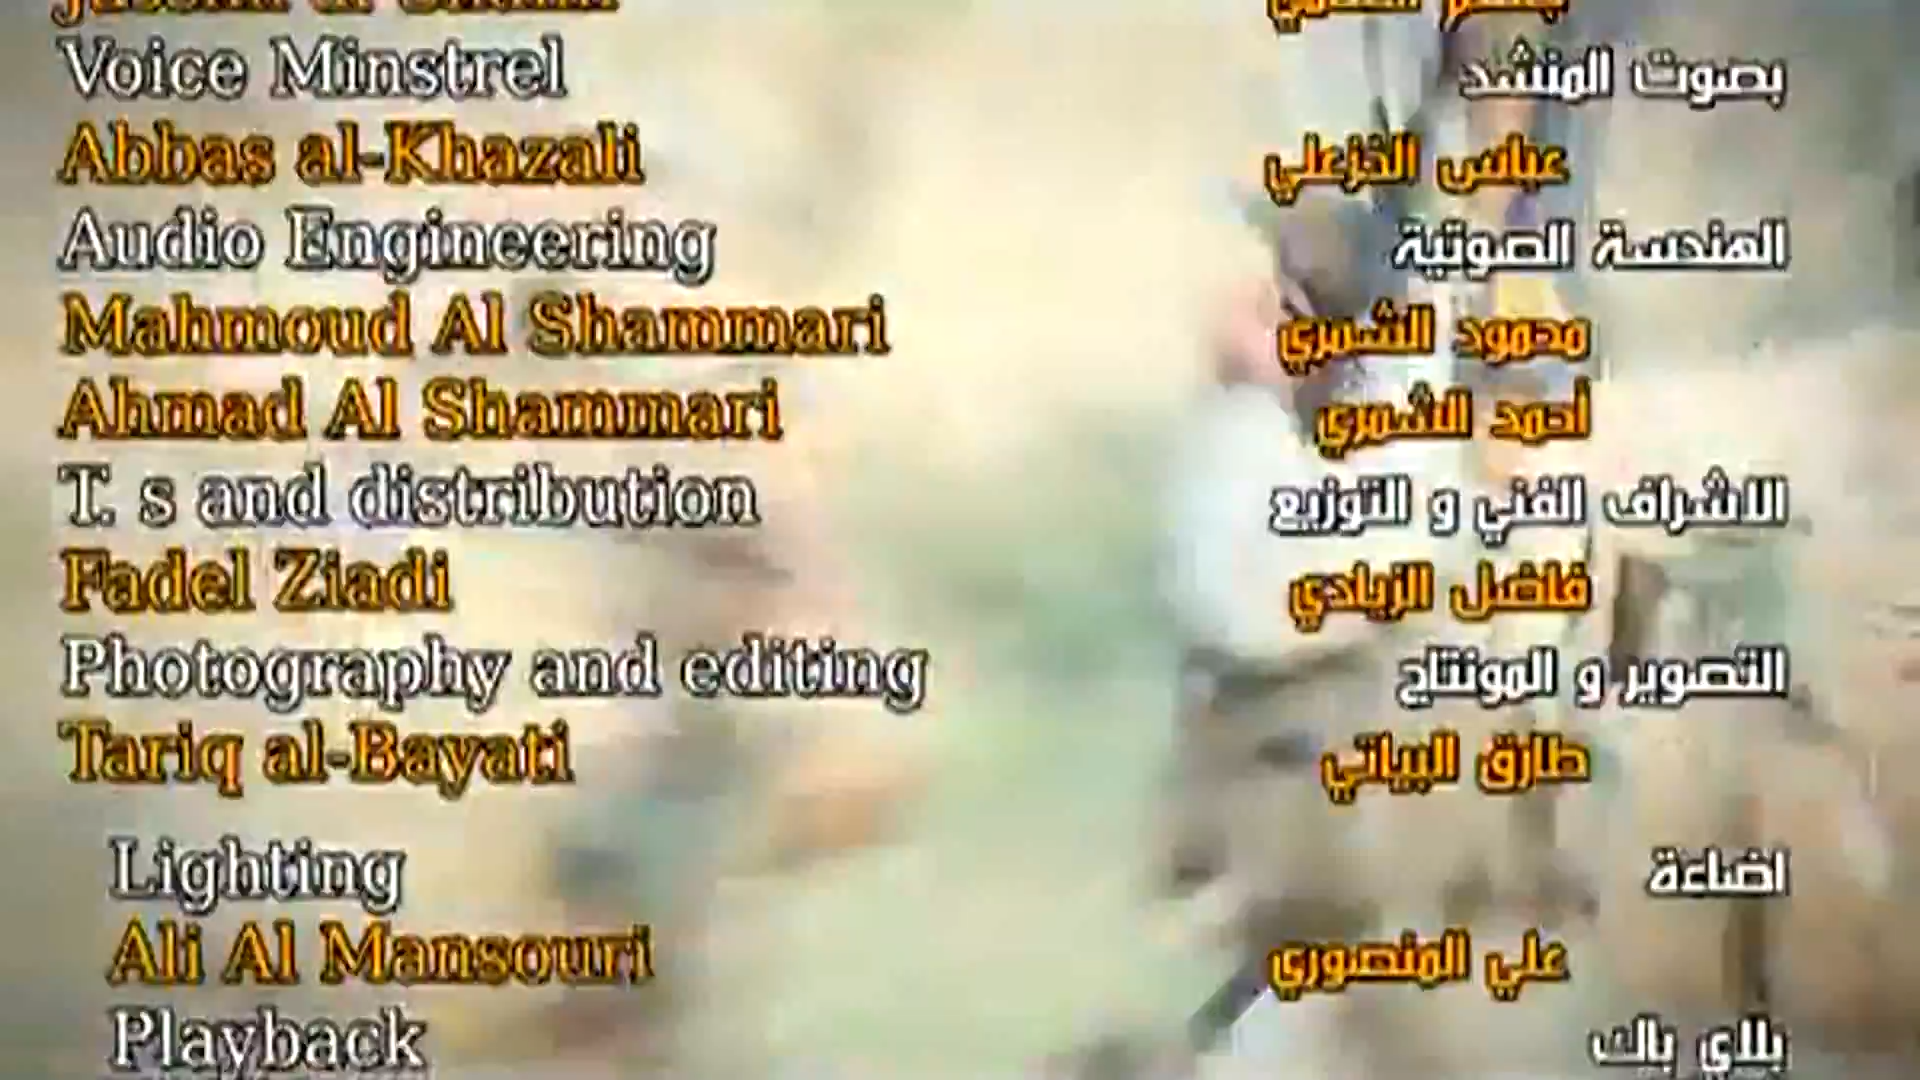 Voice Minstrel
بصوت المنشد
Abbas al-Khazali
عباس الخزعلي
Audio Engineering
الهندسة الصوتية
Mahmoud Al Shammari
محمود الشمري
Ahmad Al Shammari
أحمد الشمري
T. s and distribution
الاشراف الفني و التوزيع
Fadel Ziadi
فاضل الزيادي
Photography and editing
التصوير و المونتاج
Tariq al-Bayati
طارق البياتي
Lighting
اضاءة
Ali Al Mansouri
علي المنصوري
Playback
بلاي باك